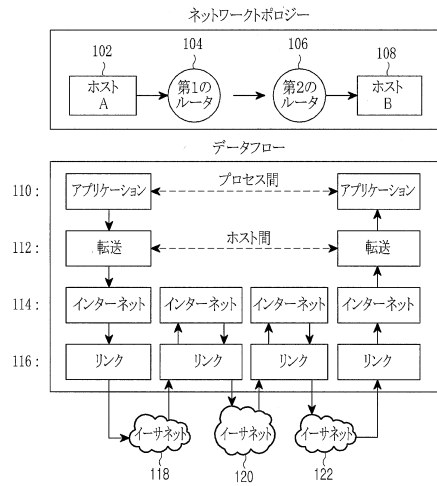 ネットワークトポロジー
102
104
106
108
ホスト
A
第1の
ルータ
第2の
ルータ
ホスト
B
データフロー
110:
アプリケーション
プロセス間
アプリケーション
112:
転送
ホスト間
転送
114:
インターネット
インターネット
インターネット
インターネット
116:
リンク
リンク
リンク
リンク
イーサネット
イーサネット
イーサネット
118
120
122